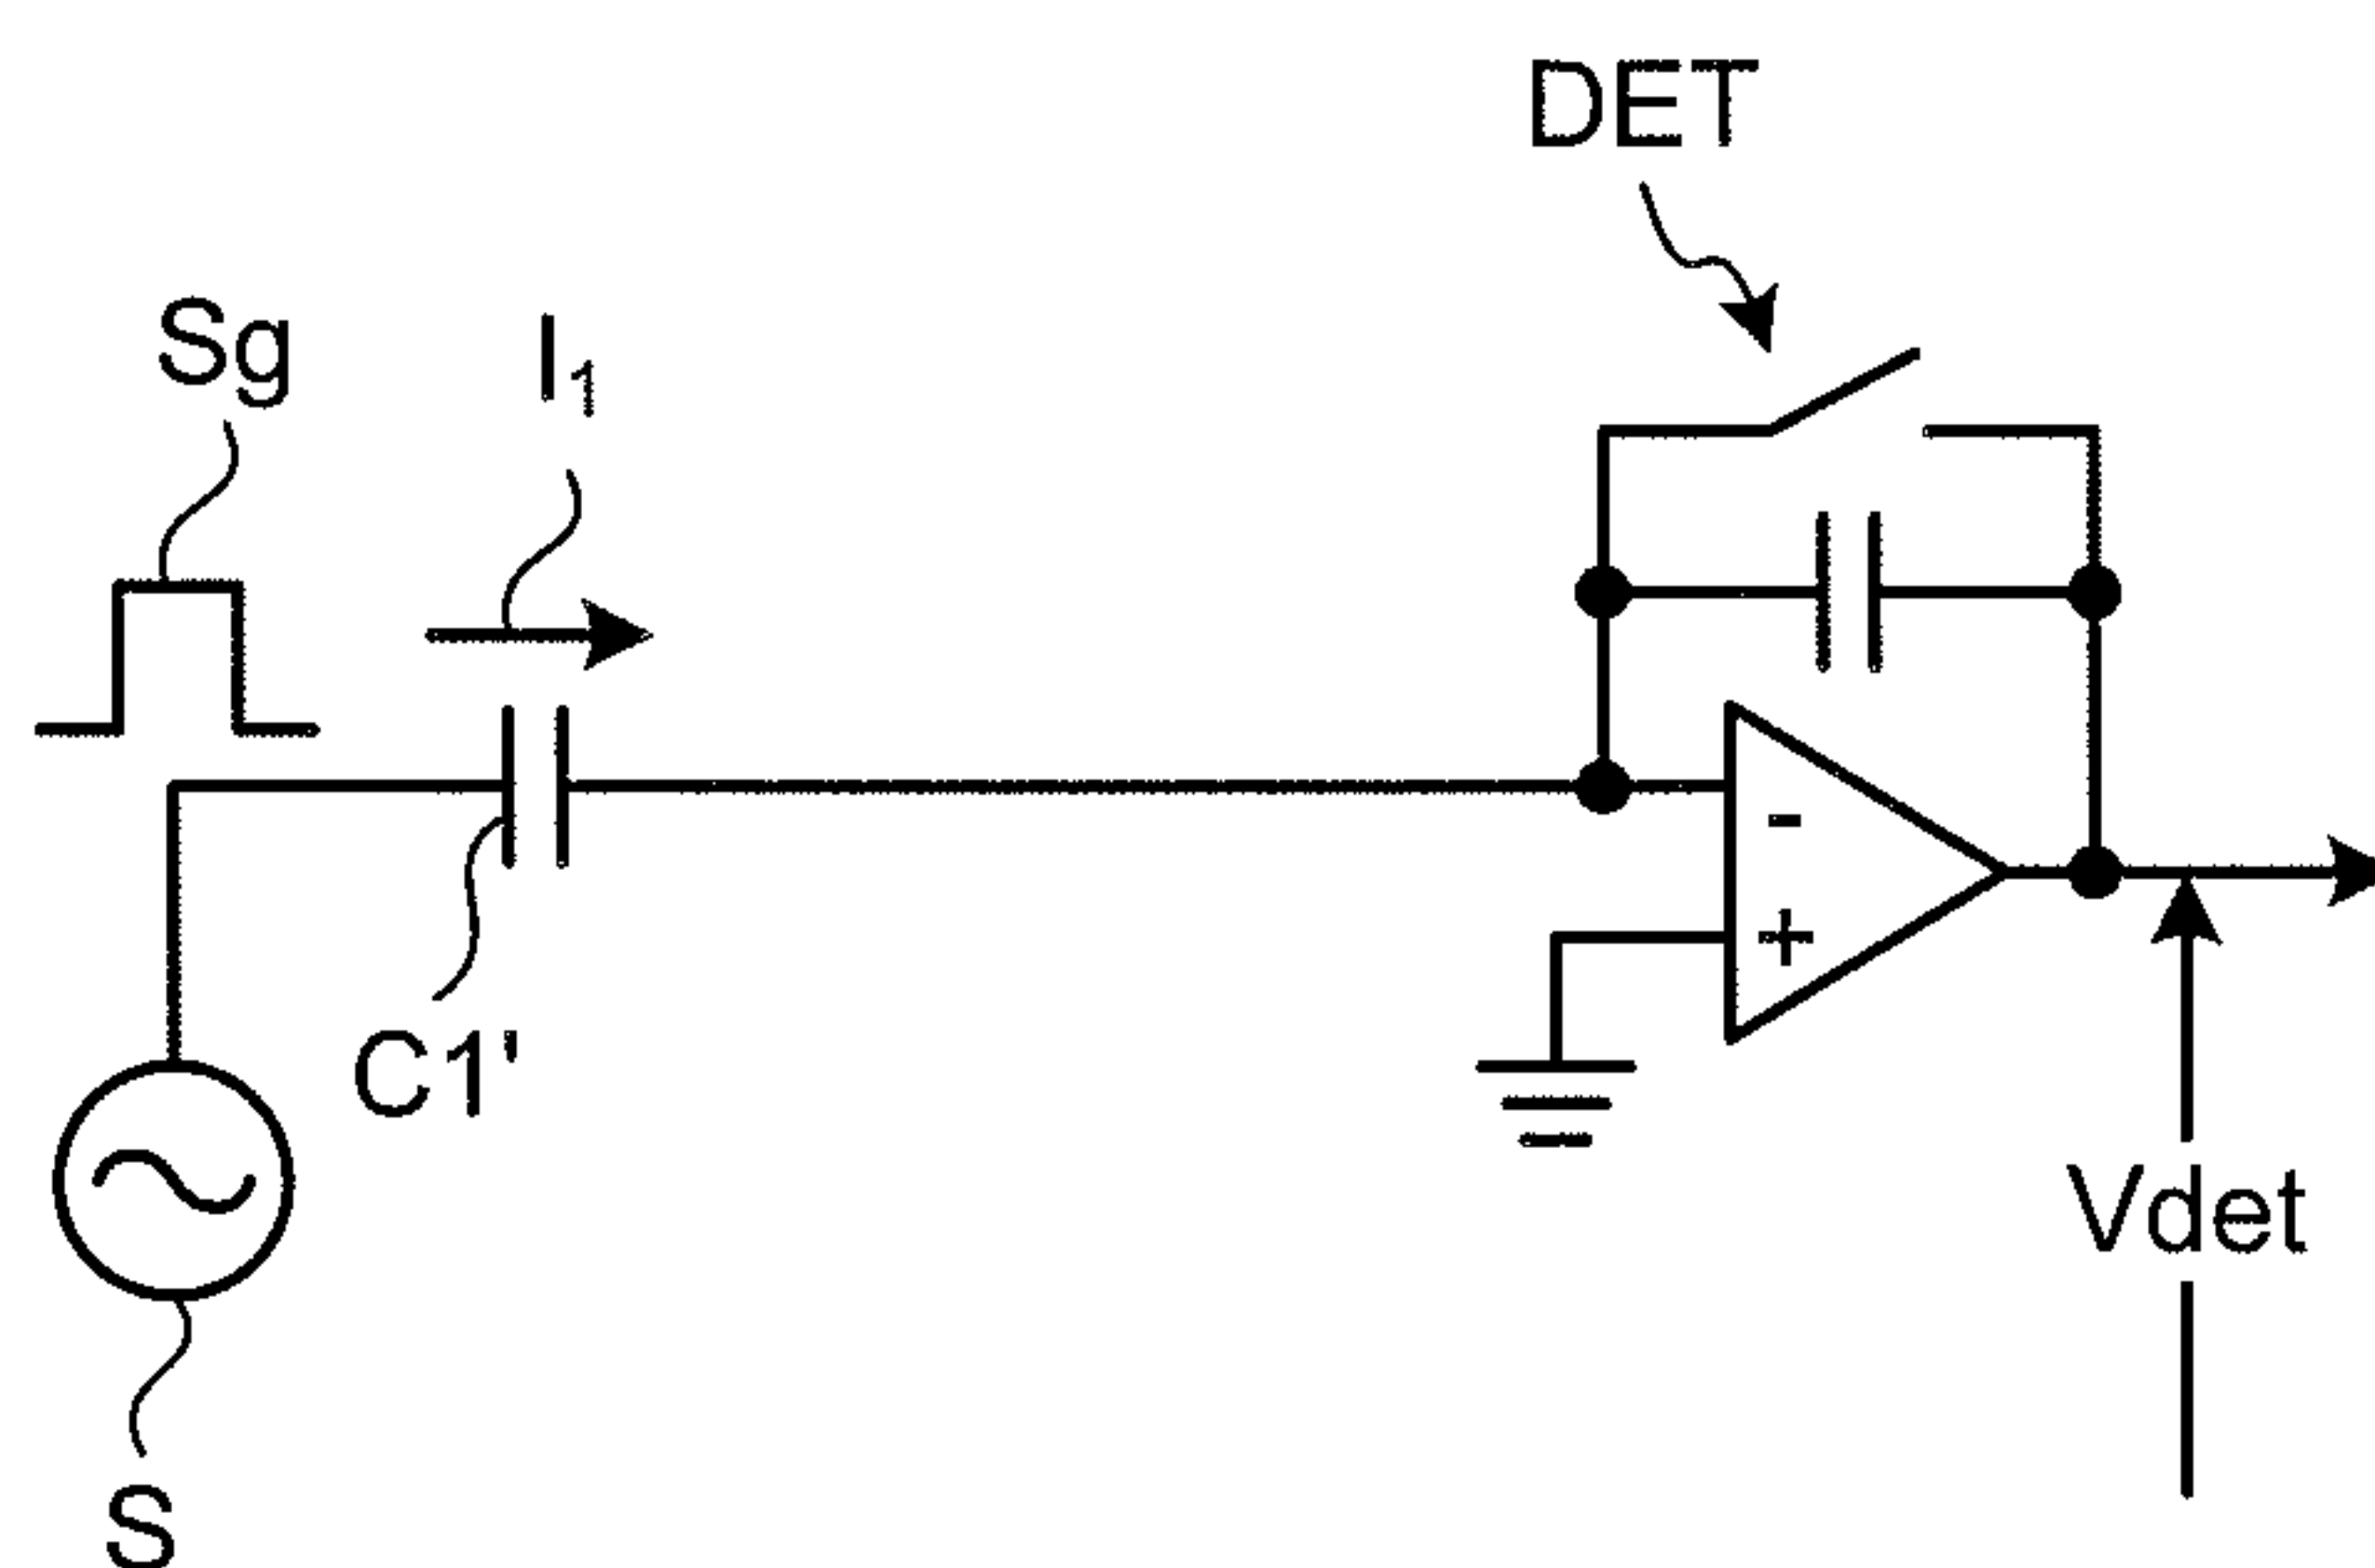 DET
Sg
I₁
-
+
C1'
Vdet
S